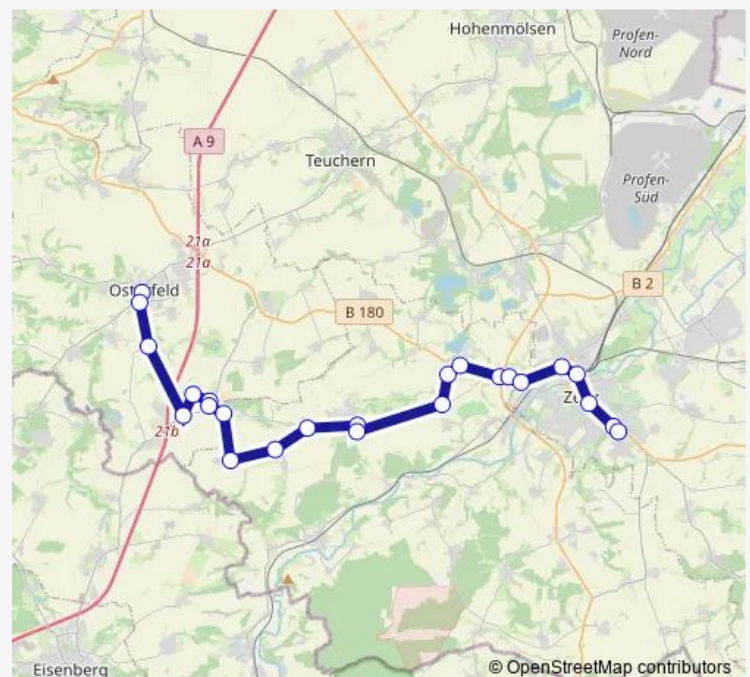 Hohenmölsen
Profen-
Nord
A 9
Teuchern
Profen-
Süd
21a
21a
B 2
B 180
21b
Eisenberg
© OpenStreetMap contributors